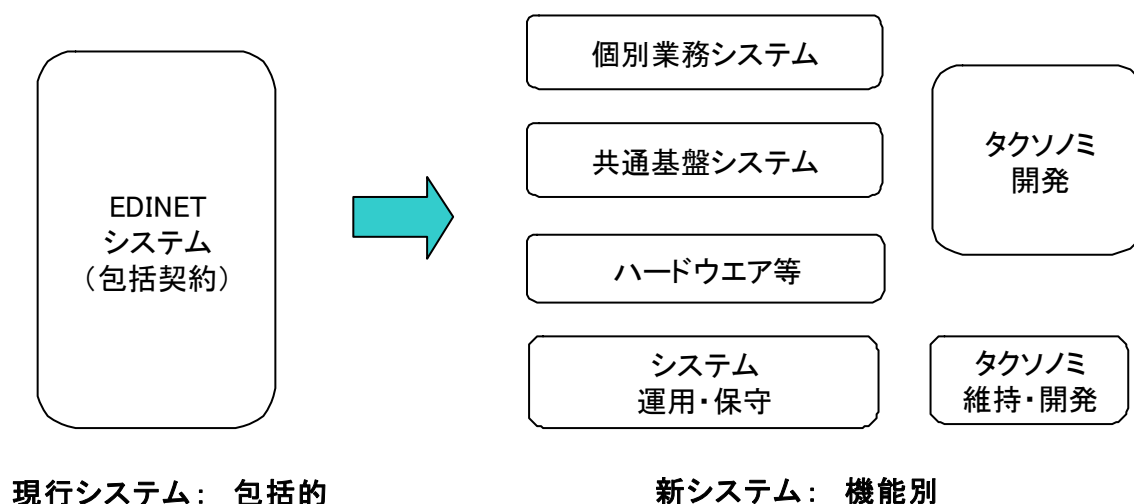 EDINET
システム
（包括契約）
個別業務システム
共通基盤システム
ハードウエア等
システム
運用・保守
タクソノミ
開発
タクソノミ
維持・開発
現行システム： 包括的
新システム： 機能別